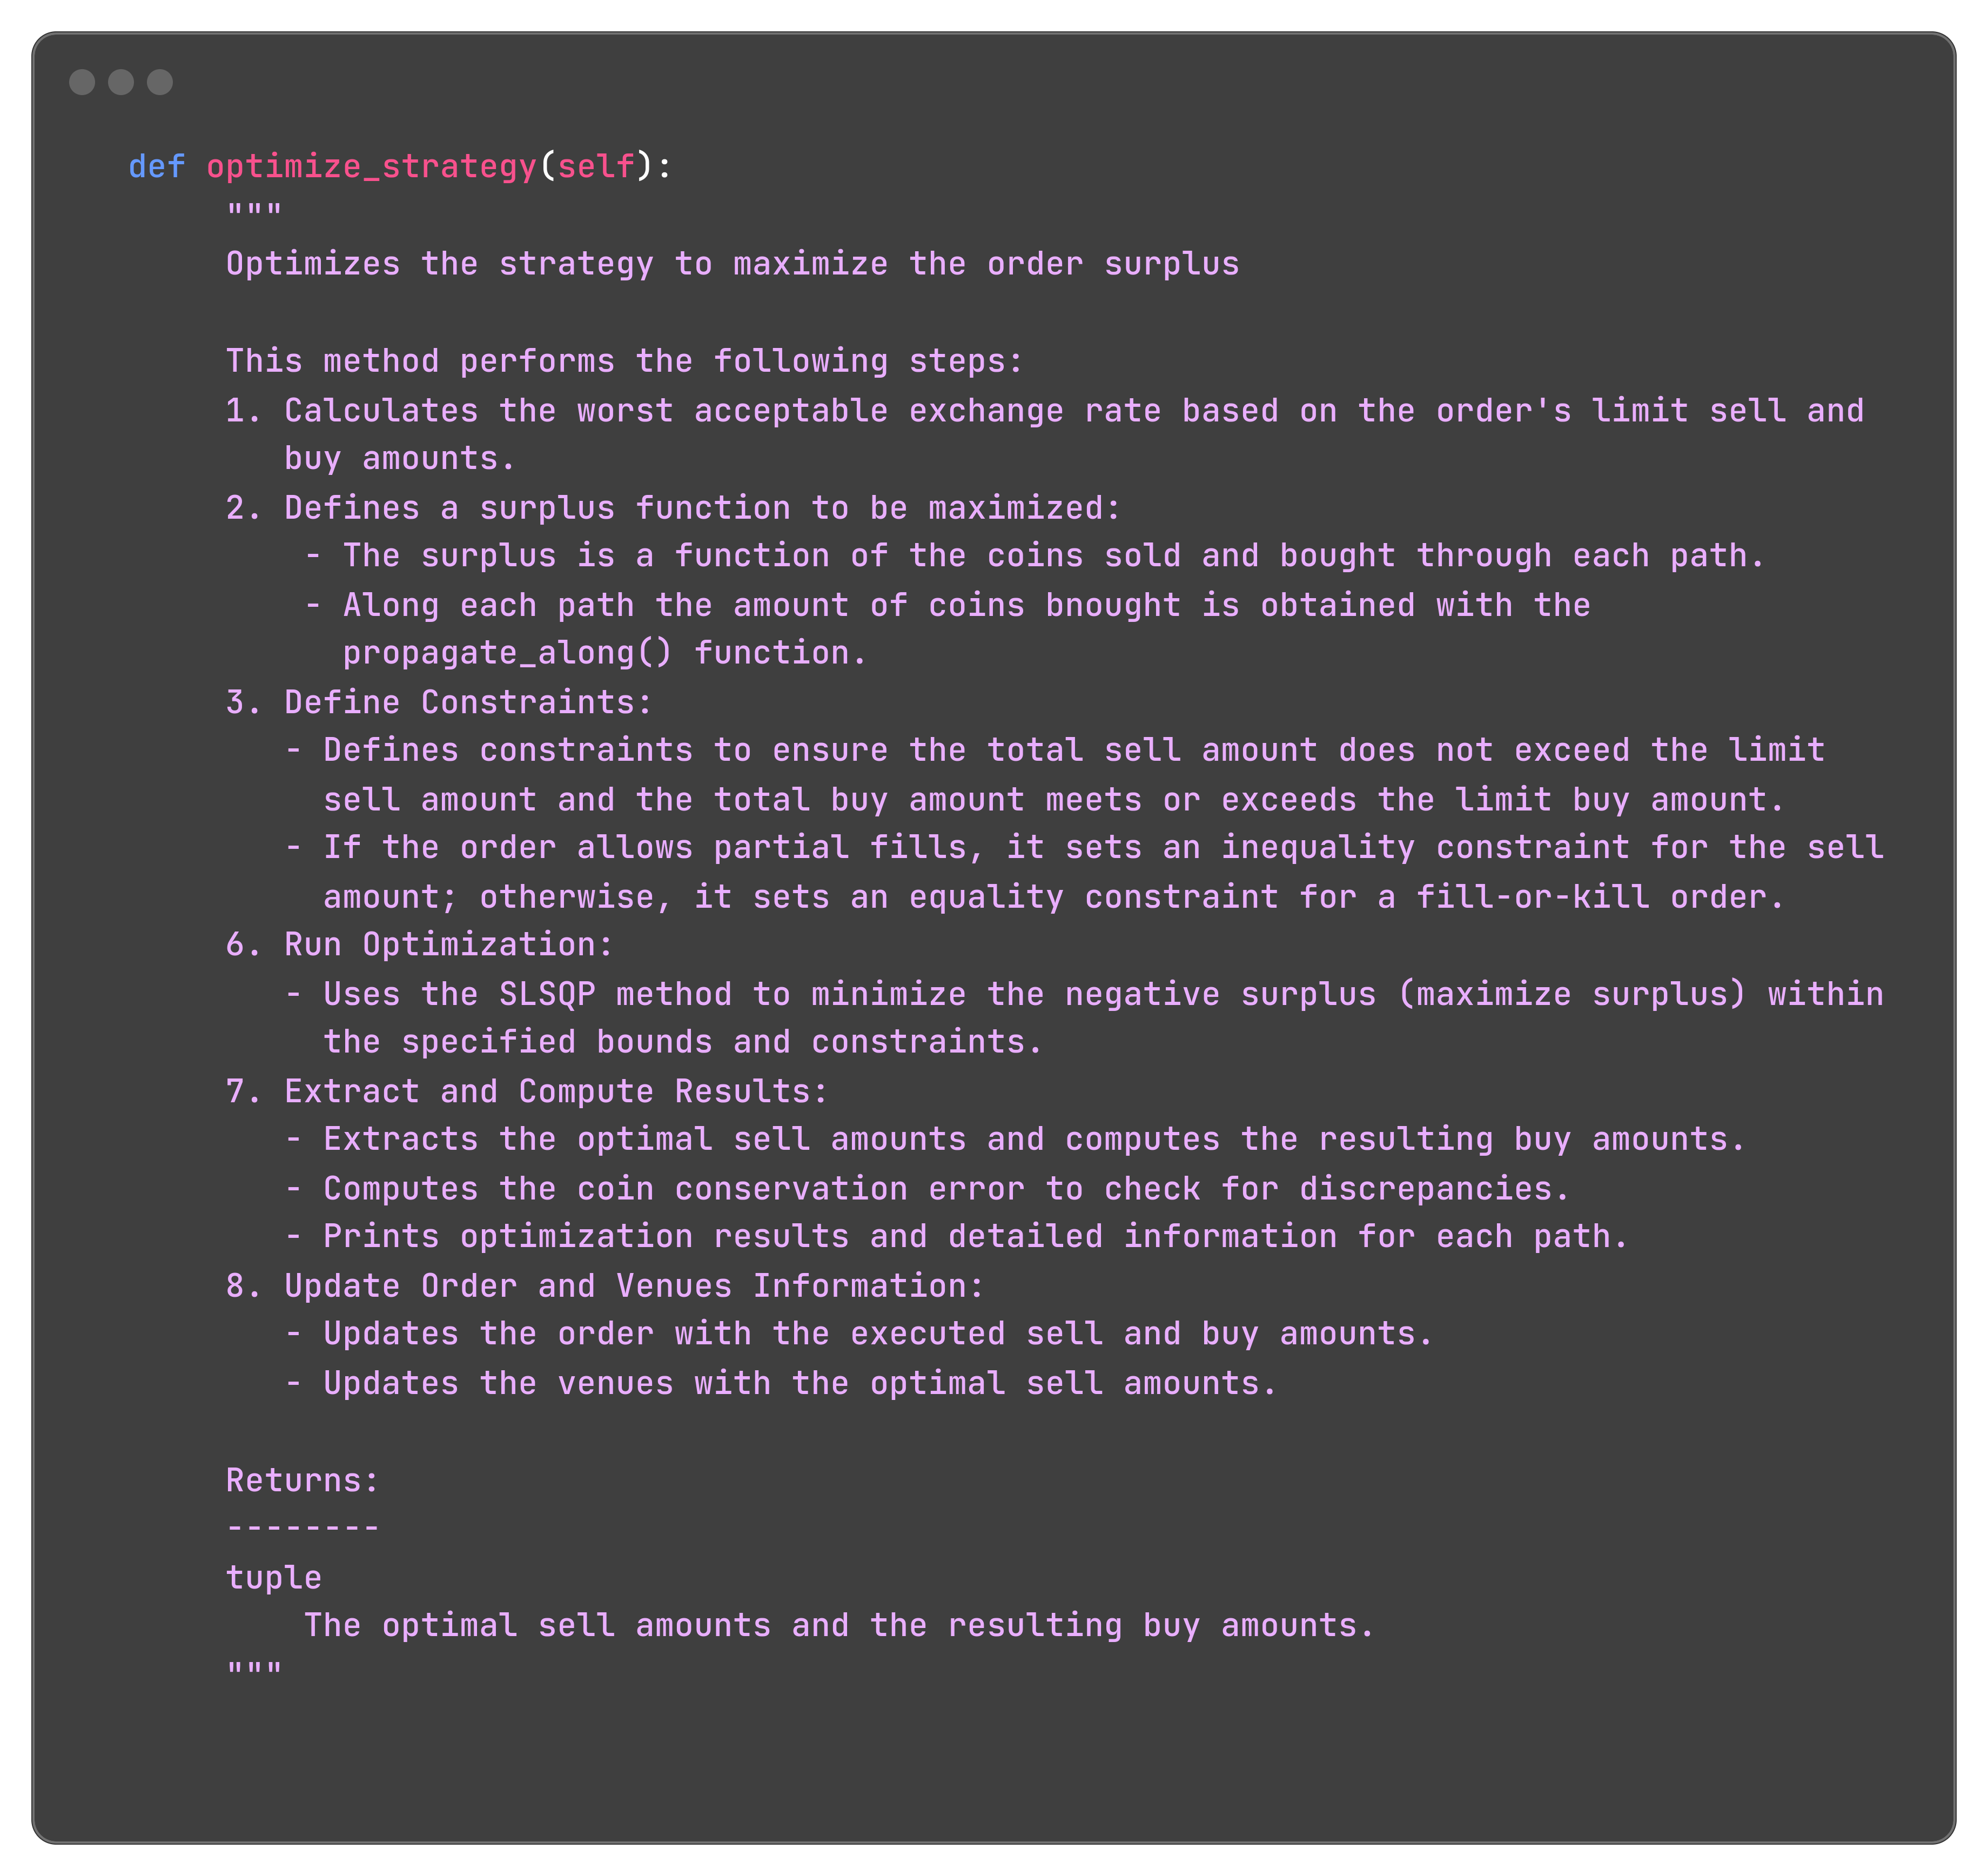 def optimize_strategy(self):
"""
Optimizes the strategy to maximize the order surplus
This method performs the following steps:
1. Calculates the worst acceptable exchange rate based on the order's limit sell and
buy amounts.
2. Defines a surplus function to be maximized:
- The surplus is a function of the coins sold and bought through each path.
- Along each path the amount of coins bnought is obtained with the
propagate_along() function.
3. Define Constraints:
- Defines constraints to ensure the total sell amount does not exceed the limit
sell amount and the total buy amount meets or exceeds the limit buy amount.
- If the order allows partial fills, it sets an inequality constraint for the sell
amount; otherwise, it sets an equality constraint for a fill-or-kill order.
6. Run Optimization:
- Uses the SLSQP method to minimize the negative surplus (maximize surplus) within
the specified bounds and constraints.
7. Extract and Compute Results:
- Extracts the optimal sell amounts and computes the resulting buy amounts.
- Computes the coin conservation error to check for discrepancies.
- Prints optimization results and detailed information for each path.
8. Update Order and Venues Information:
- Updates the order with the executed sell and buy amounts.
- Updates the venues with the optimal sell amounts.
Returns:
--------
tuple
The optimal sell amounts and the resulting buy amounts.
"""